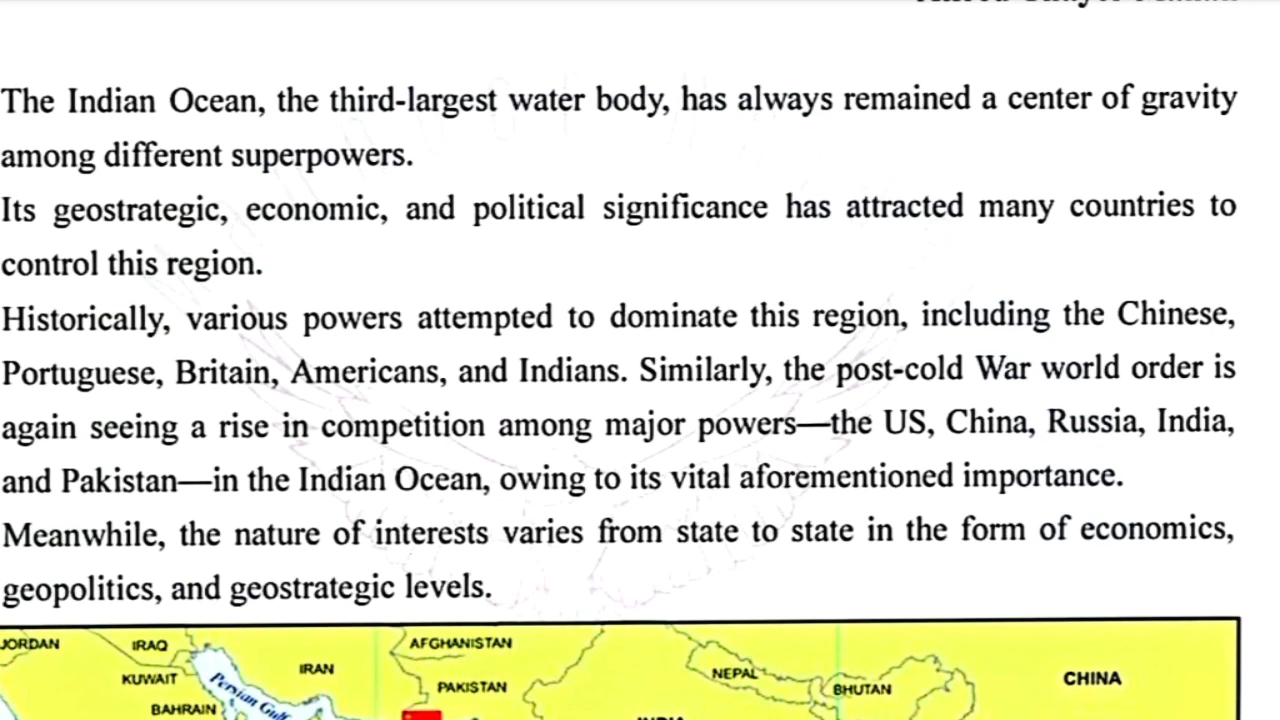 The Indian Ocean, the third-largest water body, has always remained a center of gravity
among different superpowers.
Its geostrategic, economic, and political significance has attracted many countries to
control this region.
Historically, various powers attempted to dominate this region, including the Chinese,
Portuguese, Britain, Americans, and Indians. Similarly, the post-cold War world order is
again seeing a rise in competition among major powers—the US, China, Russia, India,
and Pakistan—in the Indian Ocean, owing to its vital aforementioned importance.
Meanwhile, the nature of interests varies from state to state in the form of economics,
geopolitics, and geostrategic levels.
JORDAN IRAQ AFGHANISTAN
IRAN NEPAL CHINA
KUWAIT Persian Gulf PAKISTAN BHUTAN
BAHRAIN